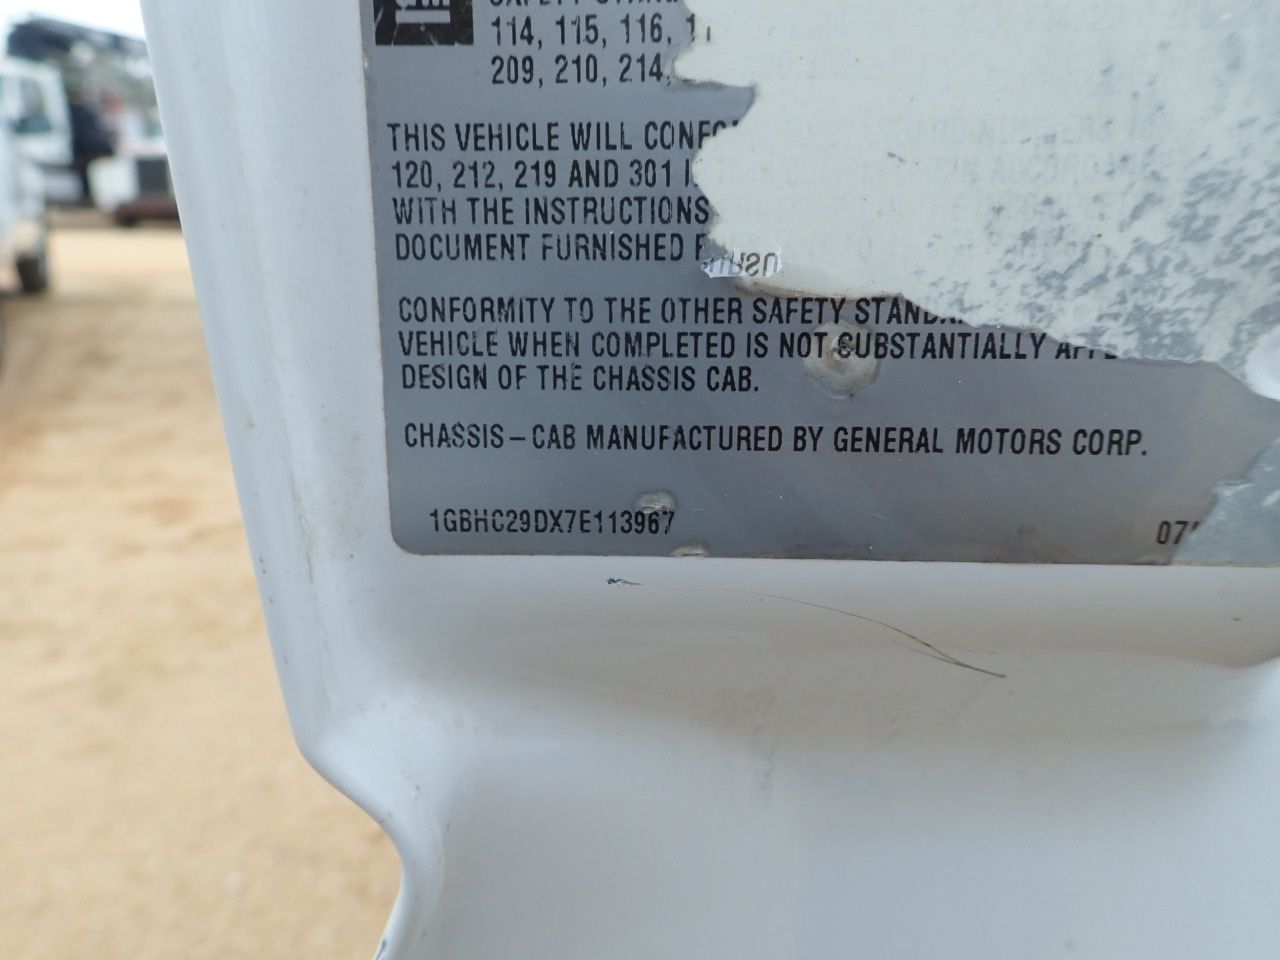 GM
114, 115, 116,
209, 210, 214,
THIS VEHICLE WILL
120, 212, 219 AND 301
WITH THE INSTRUCTIONS
DOCUMENT FURNISHED
CONFORMITY TO THE OTHER SAFETY
VEHICLE WHEN COMPLETED IS NOT SUBSTANTIALLY
DESIGN OF THE CHASSIS CAB.
CHASSIS-CAB MANUFACTURED BY GENERAL MOTORS CORP.
1GBHC29DX7E113967